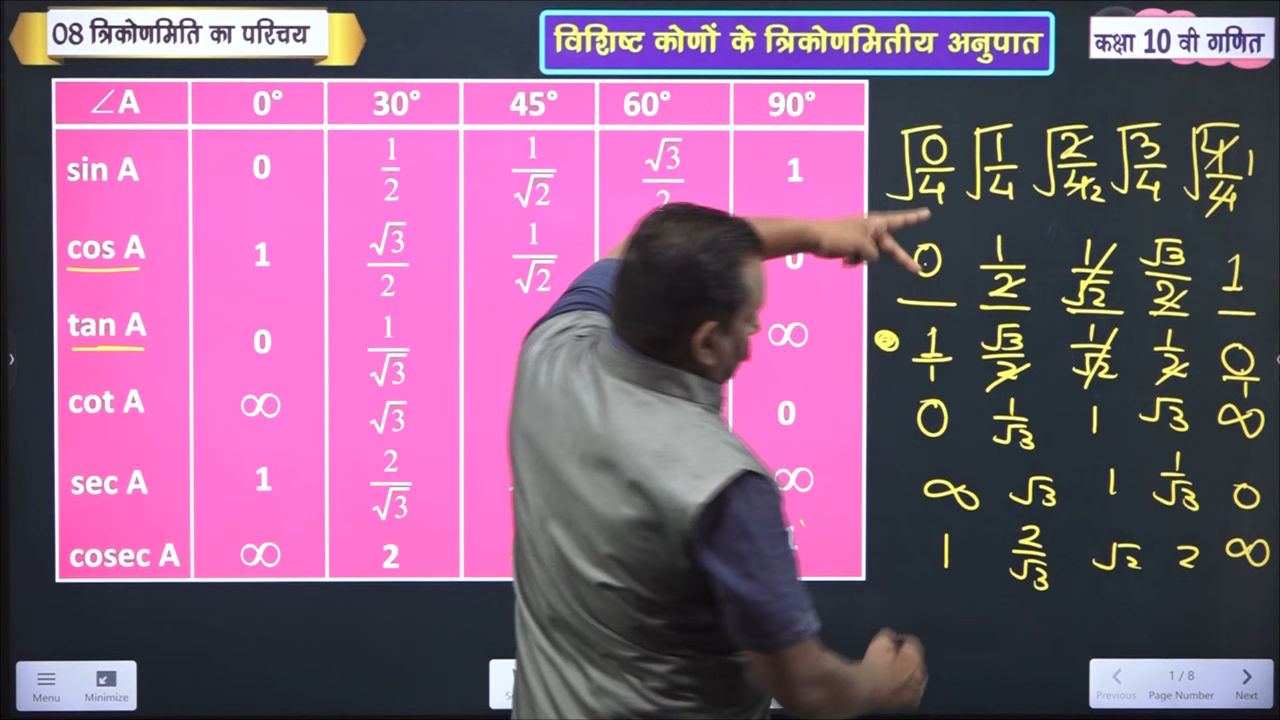 08 त्रिकोणमिति का परिचय
विशिष्ट कोणों के त्रिकोणमितीय अनुपात
कक्षा 10 वी गणित
∠A 0° 30° 45° 60° 90°
sin A 0 1/2 1/√2 √3/2 1
cos A 1 √3/2 1/√2 0
tan A 0 1/√3 ∞
cot A ∞ √3 0
sec A 1 2/√3 ∞
cosec A ∞ 2
√0/4 √1/4 √2/4 2 √3/4 √4/4 1
0 1/2 1/√2 √3/2 1
1/1 √3/2 1/√2 1/2 0/1
0 1/√3 1 √3 ∞
∞ √3 1 1/√3 0
1 2/√3 √2 2 ∞
Menu Minimize
Previous 1 / 8 Next
Page Number